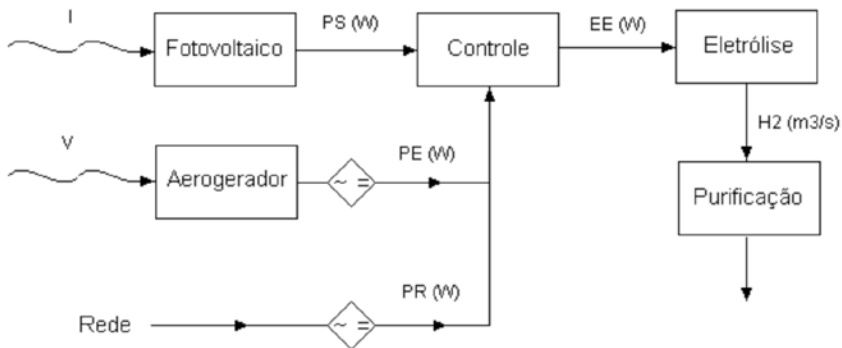 I
Fotovoltaico
PS (W)
Controle
EE (W)
Eletrólise
H2 (m3/s)
V
Aerogerador
~ =
PE (W)
Purificação
Rede
~ =
PR (W)